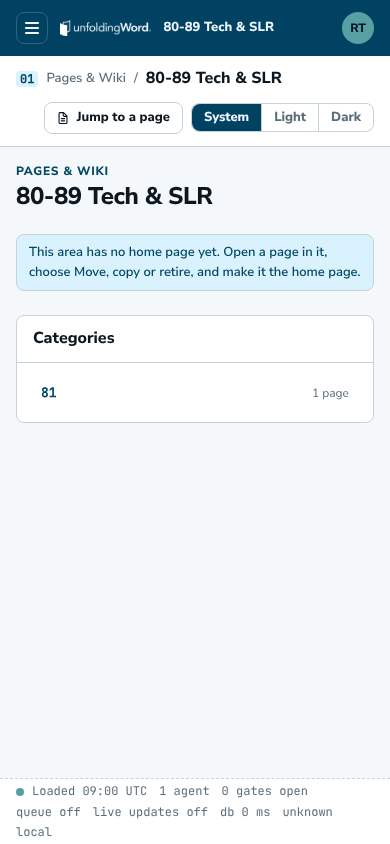 unfoldingWord. 80-89 Tech & SLR RT
01 Pages & Wiki / 80-89 Tech & SLR
Jump to a page System Light Dark
PAGES & WIKI
80-89 Tech & SLR
This area has no home page yet. Open a page in it,
choose Move, copy or retire, and make it the home page.
Categories
81 1 page
Loaded 09:00 UTC 1 agent 0 gates open
queue off live updates off db 0 ms unknown
local